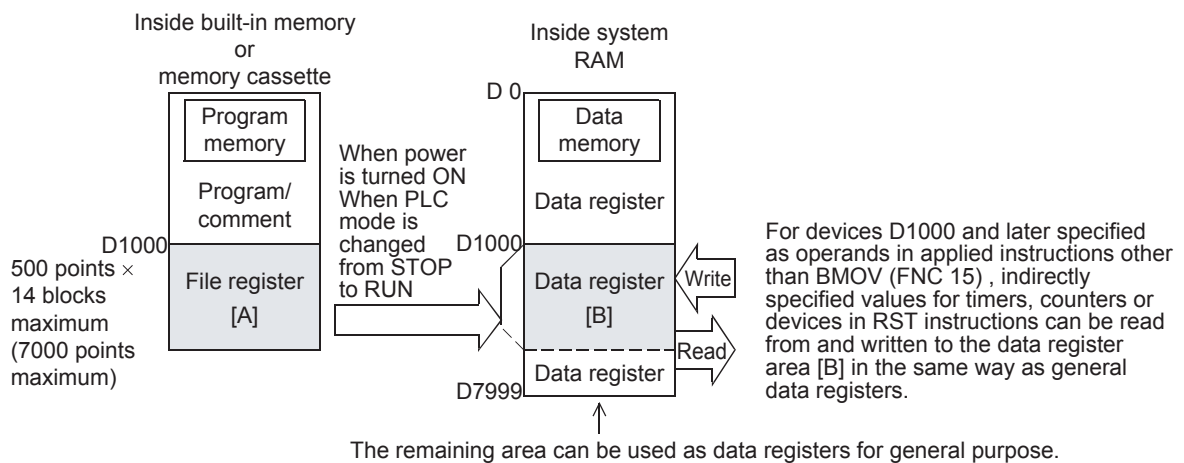 Inside built-in memory
or
memory cassette
Program
memory
Program/
comment
D1000
File register
[A]
500 points ×
14 blocks
maximum
(7000 points
maximum)
When power
is turned ON
When PLC
mode is
changed
from STOP
to RUN
Inside system
RAM
D 0
Data
memory
Data register
D1000
Data register
[B]
Data register
D7999
Write
Read
For devices D1000 and later specified
as operands in applied instructions other
than BMOV (FNC 15) , indirectly
specified values for timers, counters or
devices in RST instructions can be read
from and written to the data register
area [B] in the same way as general
data registers.
The remaining area can be used as data registers for general purpose.